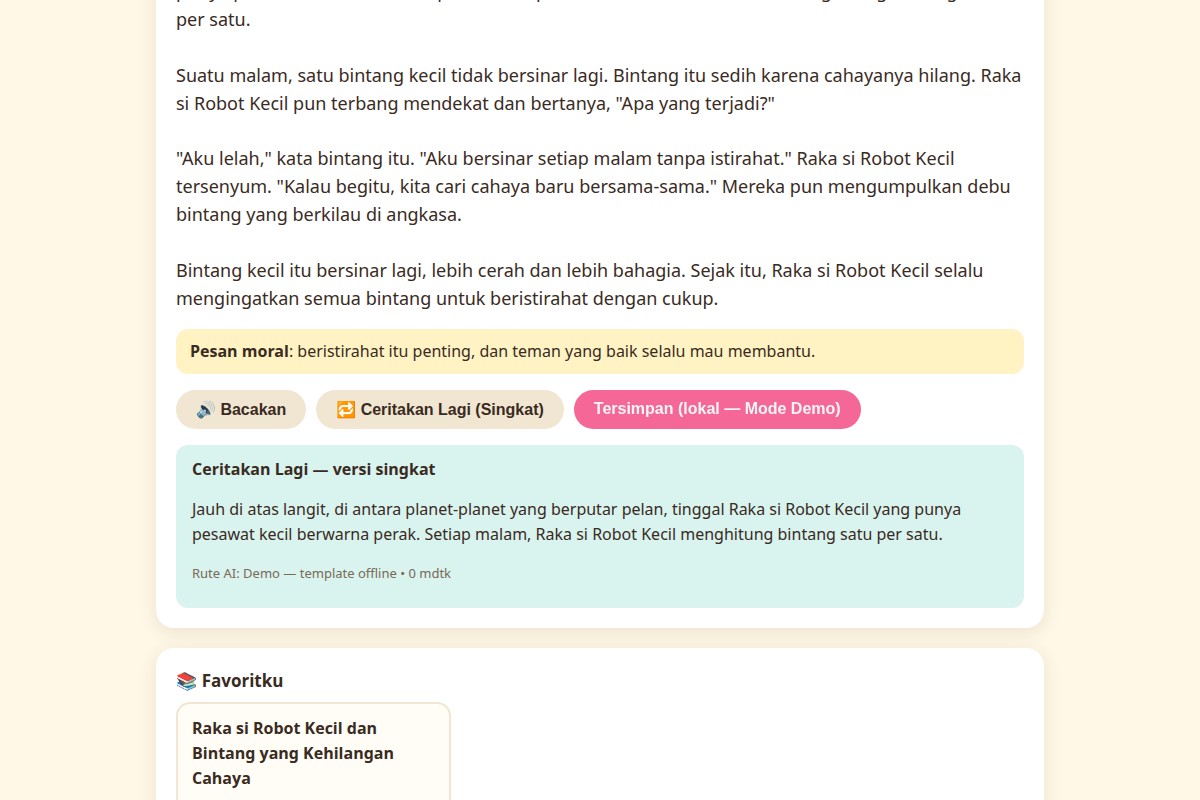 per satu.
Suatu malam, satu bintang kecil tidak bersinar lagi. Bintang itu sedih karena cahayanya hilang. Raka
si Robot Kecil pun terbang mendekat dan bertanya, "Apa yang terjadi?"
"Aku lelah," kata bintang itu. "Aku bersinar setiap malam tanpa istirahat." Raka si Robot Kecil
tersenyum. "Kalau begitu, kita cari cahaya baru bersama-sama." Mereka pun mengumpulkan debu
bintang yang berkilau di angkasa.
Bintang kecil itu bersinar lagi, lebih cerah dan lebih bahagia. Sejak itu, Raka si Robot Kecil selalu
mengingatkan semua bintang untuk beristirahat dengan cukup.
Pesan moral: beristirahat itu penting, dan teman yang baik selalu mau membantu.
🔊 Bacakan
🔁 Ceritakan Lagi (Singkat)
Tersimpan (lokal — Mode Demo)
Ceritakan Lagi — versi singkat
Jauh di atas langit, di antara planet-planet yang berputar pelan, tinggal Raka si Robot Kecil yang punya
pesawat kecil berwarna perak. Setiap malam, Raka si Robot Kecil menghitung bintang satu per satu.
Rute AI: Demo — template offline • 0 mdtk
📚 Favoritku
Raka si Robot Kecil dan
Bintang yang Kehilangan
Cahaya